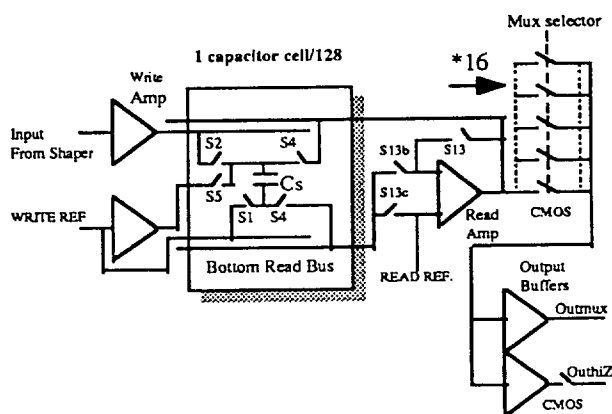 Mux selector
1 capacitor cell/128
*16
Write
Amp
Input
From Shaper
S2
S4
S13b
S13
S5
Cs
S13c
S1
S4
WRITE REF
Read
Amp
CMOS
Bottom Read Bus
READ REF.
Output
Buffers
Outmux
OuthiZ
CMOS